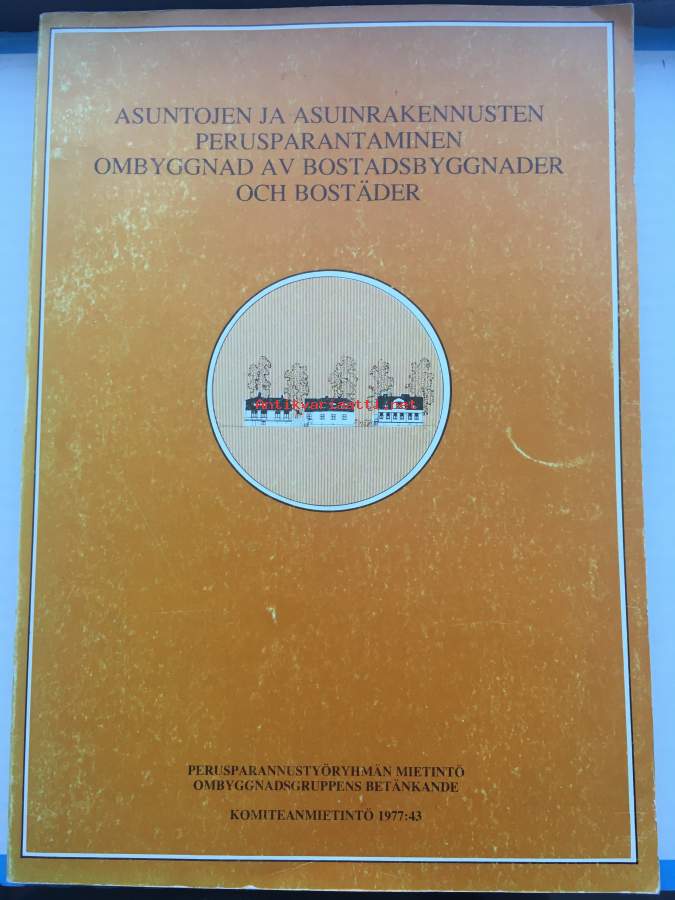 ASUNTOJEN JA ASUINRAKENNUSTEN
PERUSPARANTAMINEN
OMBYGGNAD AV BOSTADSBYGGNADER
OCH BOSTÄDER
Antikvariaatti.net
PERUSPARANNUSTYÖRYHMÄN MIETINTÖ
OMBYGGNADSGRUPPENS BETÄNKANDE
KOMITEANMIETINTÖ 1977:43